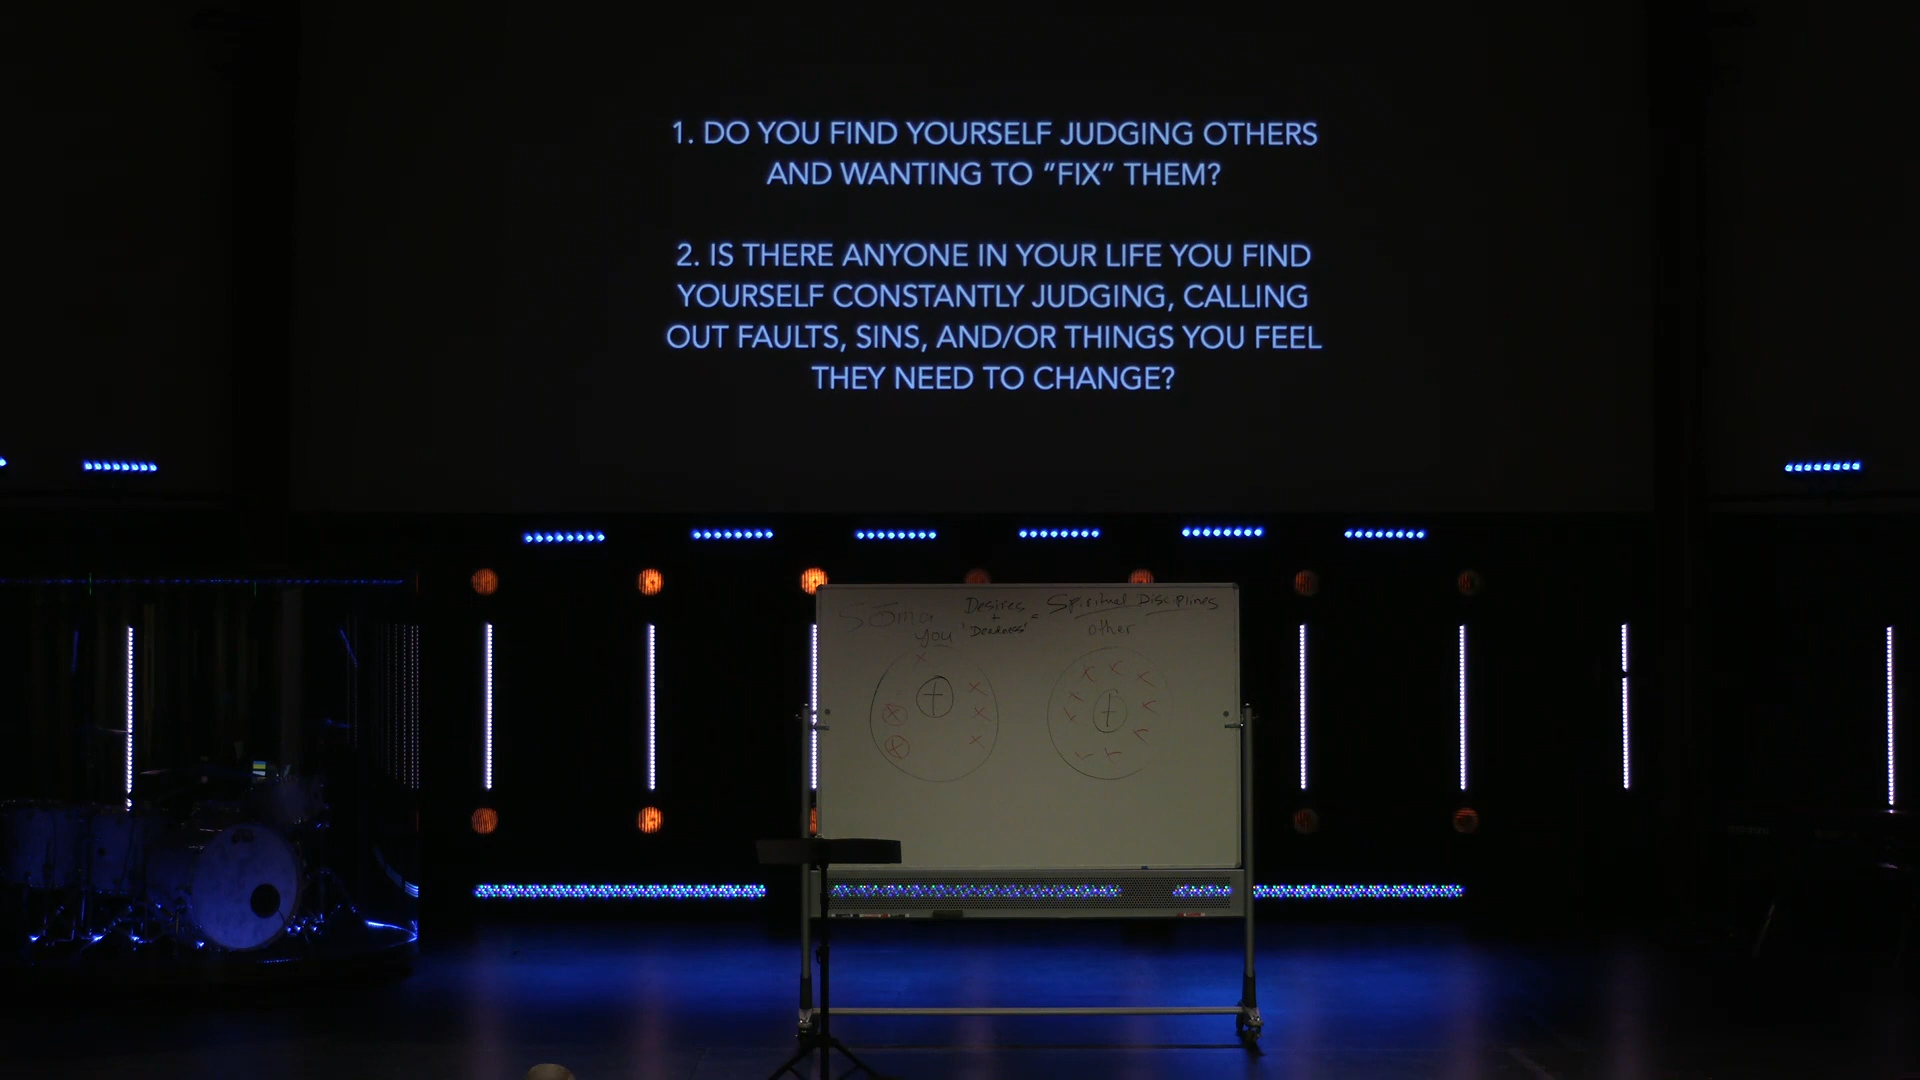 1. DO YOU FIND YOURSELF JUDGING OTHERS
AND WANTING TO "FIX" THEM?
2. IS THERE ANYONE IN YOUR LIFE YOU FIND
YOURSELF CONSTANTLY JUDGING, CALLING
OUT FAULTS, SINS, AND/OR THINGS YOU FEEL
THEY NEED TO CHANGE?
Sōma Desires + "Deadness" = Spiritual Disciplines
you other